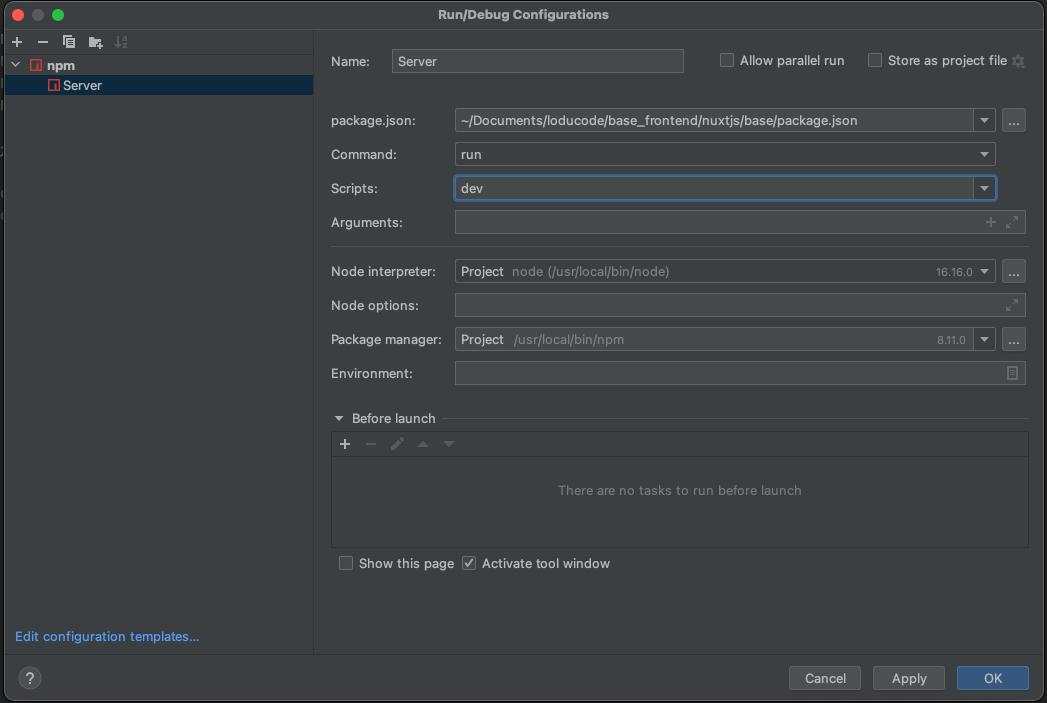 Run/Debug Configurations
npm
Server
Name: Server Allow parallel run Store as project file
package.json: ~/Documents/loducode/base_frontend/nuxtjs/base/package.json ...
Command: run
Scripts: dev
Arguments:
Node interpreter: Project node (/usr/local/bin/node) 16.16.0 ...
Node options:
Package manager: Project /usr/local/bin/npm 8.11.0 ...
Environment:
Before launch
There are no tasks to run before launch
Show this page Activate tool window
Edit configuration templates...
? Cancel Apply OK